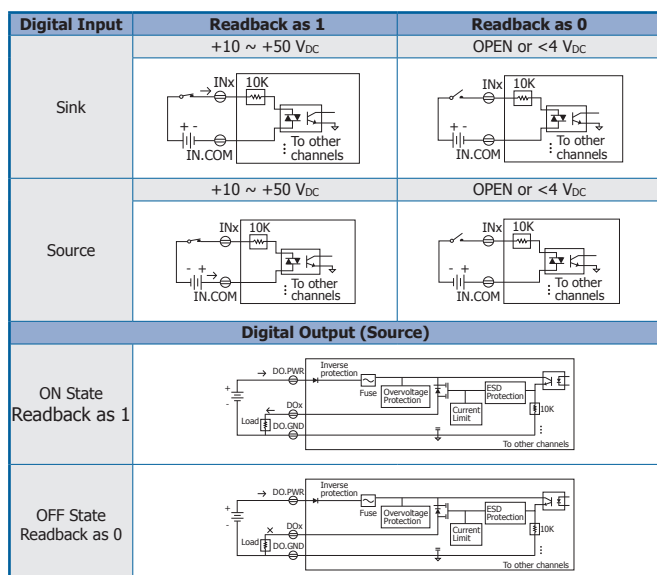 Digital Input Readback as 1 Readback as 0
Sink
+10 ~ +50 VDC OPEN or <4 VDC
INx 10K
+ -
IN.COM
To other
channels
INx 10K
+ -
IN.COM
To other
channels
Source
+10 ~ +50 VDC OPEN or <4 VDC
INx 10K
- +
IN.COM
To other
channels
INx 10K
- +
IN.COM
To other
channels
Digital Output (Source)
ON State
Readback as 1
DO.PWR
Inverse
protection
Fuse
Overvoltage
Protection
Current
Limit
ESD
Protection
10K
+
-
DOx
Load
DO.GND
To other channels
OFF State
Readback as 0
DO.PWR
Inverse
protection
Fuse
Overvoltage
Protection
Current
Limit
ESD
Protection
10K
+
-
DOx
Load
DO.GND
To other channels